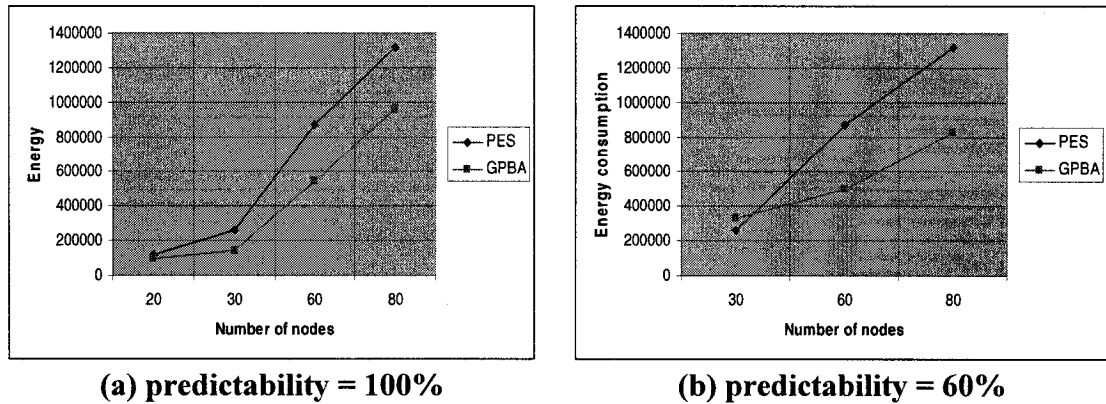 1400000
1200000
1000000
800000
600000
400000
200000
0
Energy
20 30 60 80
Number of nodes
PES
GPBA
(a) predictability = 100%
1400000
1200000
1000000
800000
600000
400000
200000
0
Energy consumption
30 60 80
Number of nodes
PES
GPBA
(b) predictability = 60%